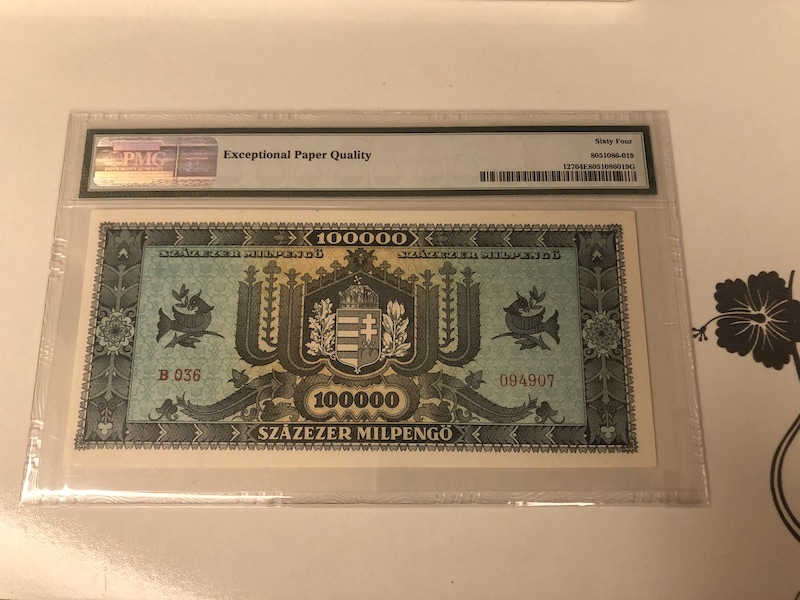 PMG
Exceptional Paper Quality
Sixty Four
8051086-019
12764E8051086019G
100000
SZÁZEZER MILPENGŐ SZÁZEZER MILPENGŐ
B 036
094907
100000
SZÁZEZER MILPENGŐ